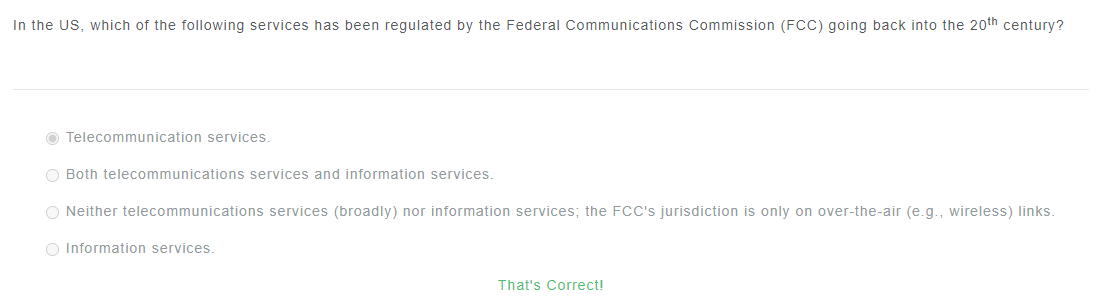 In the US, which of the following services has been regulated by the Federal Communications Commission (FCC) going back into the 20th century?
Telecommunication services.
Both telecommunications services and information services.
Neither telecommunications services (broadly) nor information services; the FCC's jurisdiction is only on over-the-air (e.g., wireless) links.
Information services.
That's Correct!